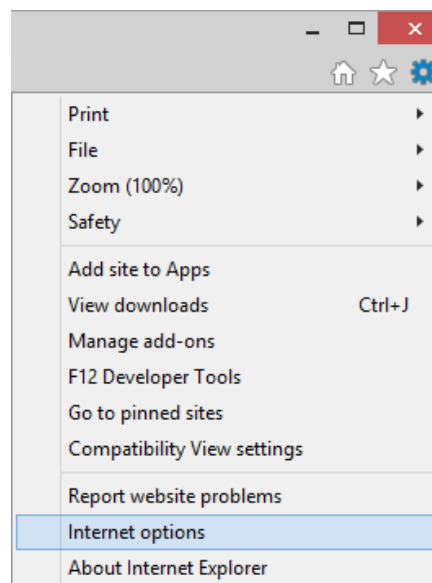 Print
File
Zoom (100%)
Safety
Add site to Apps
View downloads Ctrl+J
Manage add-ons
F12 Developer Tools
Go to pinned sites
Compatibility View settings
Report website problems
Internet options
About Internet Explorer